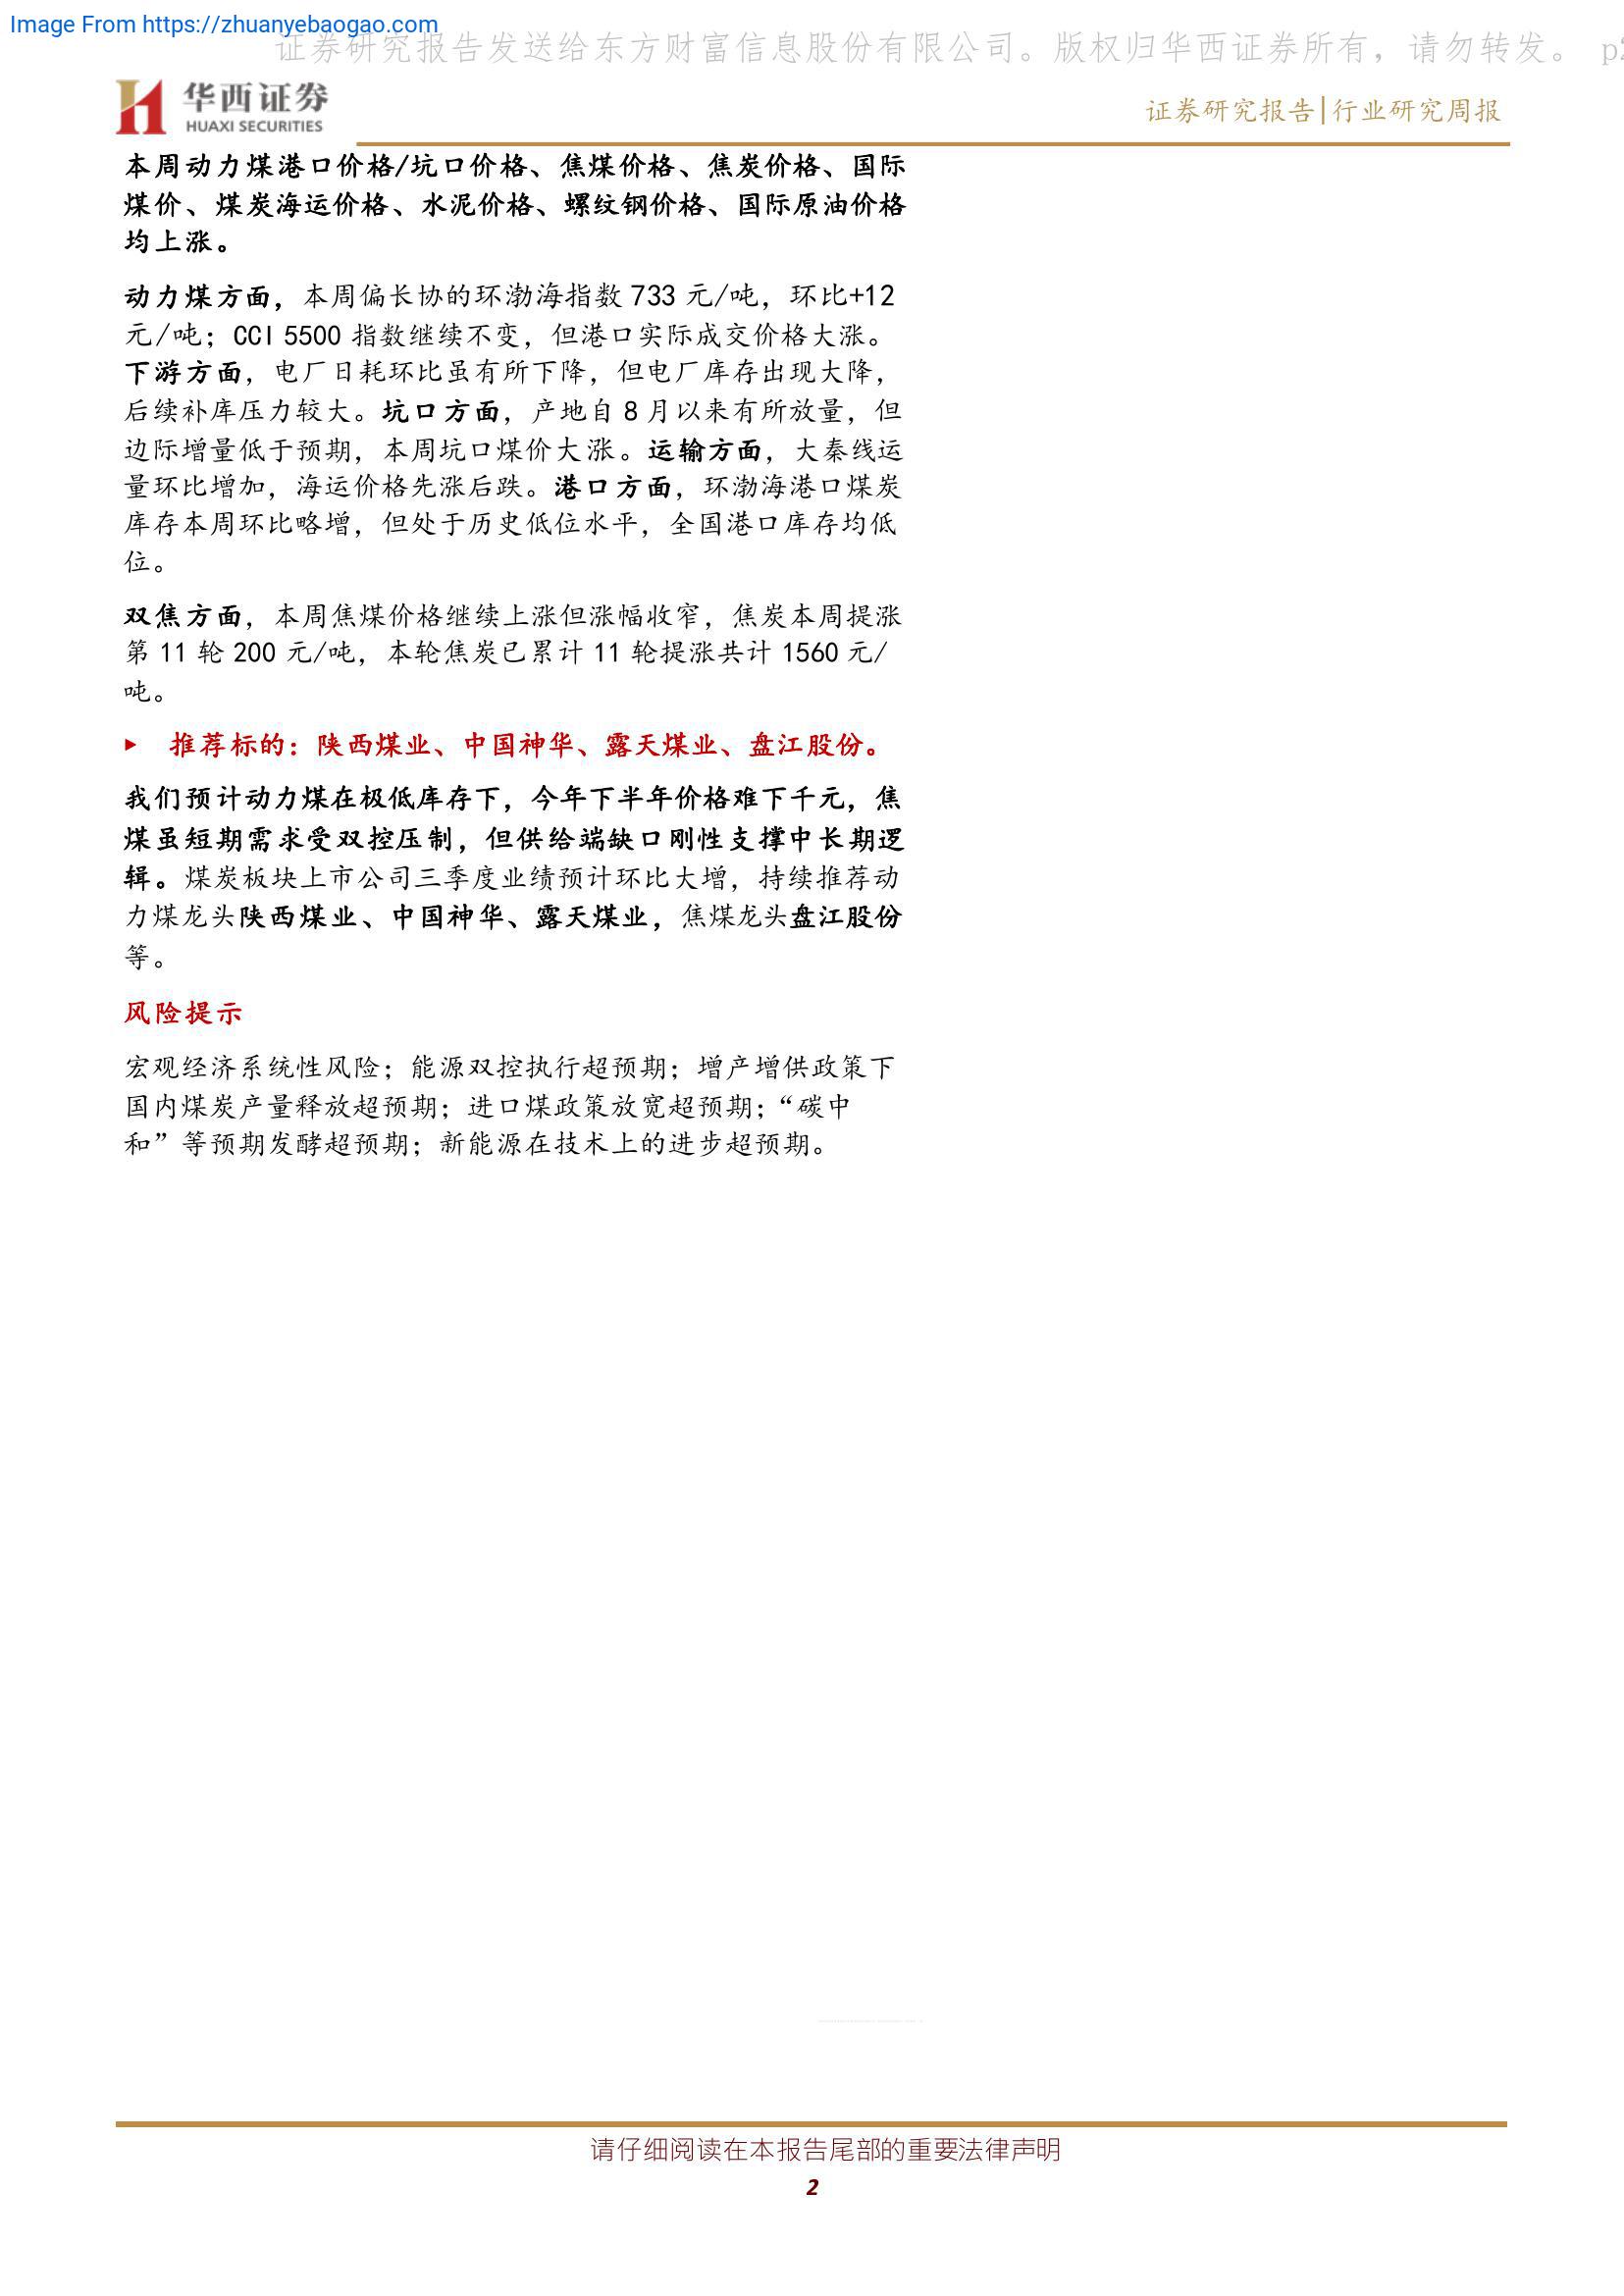 Image From https://zhuanyebaogao.com
证券研究报告发送给东方财富信息股份有限公司。版权归华西证券所有，请勿转发。 p2
华西证券
HUAXI SECURITIES
证券研究报告|行业研究周报
本周动力煤港口价格/坑口价格、焦煤价格、焦炭价格、国际
煤价、煤炭海运价格、水泥价格、螺纹钢价格、国际原油价格
均上涨。
动力煤方面，本周偏长协的环渤海指数 733 元/吨，环比+12
元/吨；CCI 5500 指数继续不变，但港口实际成交价格大涨。
下游方面，电厂日耗环比虽有所下降，但电厂库存出现大降，
后续补库压力较大。坑口方面，产地自 8 月以来有所放量，但
边际增量低于预期，本周坑口煤价大涨。运输方面，大秦线运
量环比增加，海运价格先涨后跌。港口方面，环渤海港口煤炭
库存本周环比略增，但处于历史低位水平，全国港口库存均低
位。
双焦方面，本周焦煤价格继续上涨但涨幅收窄，焦炭本周提涨
第 11 轮 200 元/吨，本轮焦炭已累计 11 轮提涨共计 1560 元/
吨。
▶ 推荐标的：陕西煤业、中国神华、露天煤业、盘江股份。
我们预计动力煤在极低库存下，今年下半年价格难下千元，焦
煤虽短期需求受双控压制，但供给端缺口刚性支撑中长期逻
辑。煤炭板块上市公司三季度业绩预计环比大增，持续推荐动
力煤龙头陕西煤业、中国神华、露天煤业，焦煤龙头盘江股份
等。
风险提示
宏观经济系统性风险；能源双控执行超预期；增产增供政策下
国内煤炭产量释放超预期；进口煤政策放宽超预期；“碳中
和”等预期发酵超预期；新能源在技术上的进步超预期。
请仔细阅读在本报告尾部的重要法律声明
2